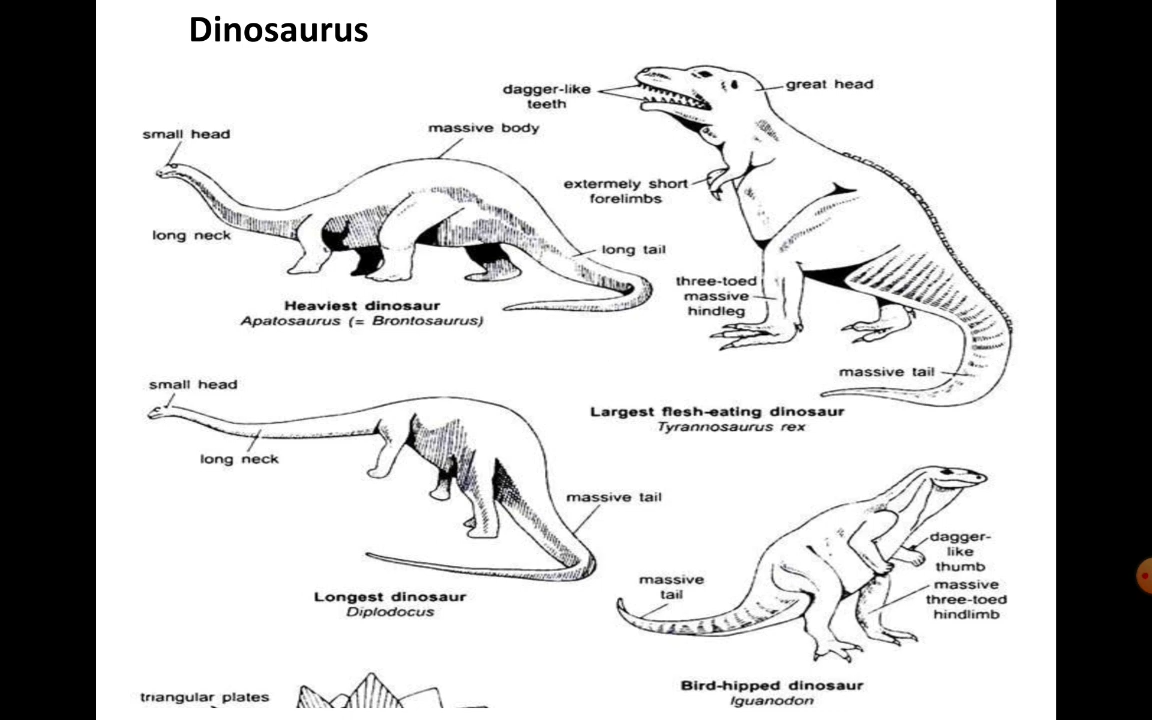 Dinosaurus
dagger-like
teeth
great head
small head
massive body
extermely short
forelimbs
long neck
long tail
three-toed
massive
hindleg
Heaviest dinosaur
Apatosaurus (= Brontosaurus)
massive tail
Largest flesh-eating dinosaur
Tyrannosaurus rex
small head
long neck
massive tail
Longest dinosaur
Diplodocus
dagger-
like
thumb
massive
tail
massive
three-toed
hindlimb
Bird-hipped dinosaur
Iguanodon
triangular plates